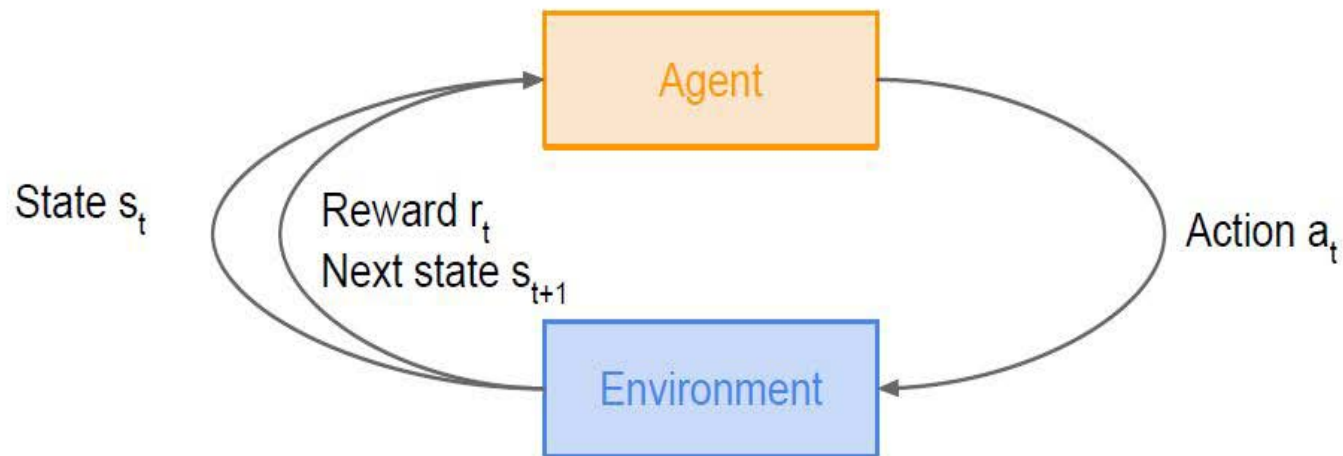 Agent
State sₜ
Reward rₜ
Next state sₜ₊₁
Action aₜ
Environment